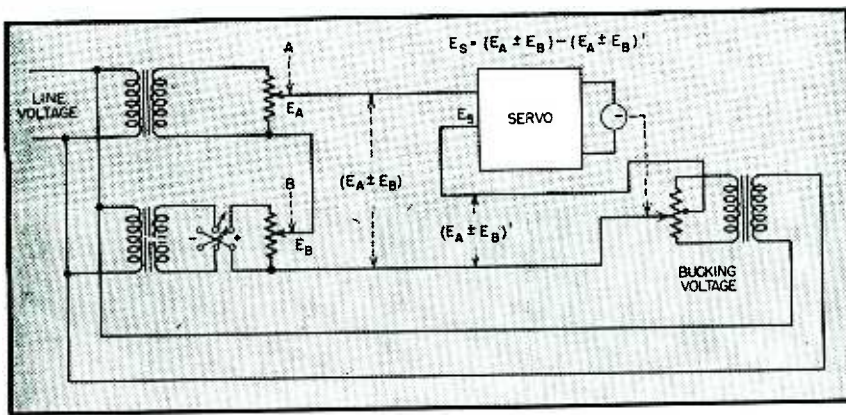 A
E_S = (E_A ± E_B) − (E_A ± E_B)'
LINE
VOLTAGE
E_A
E_S
SERVO
(E_A ± E_B)
B
− +
E_B
(E_A ± E_B)'
BUCKING
VOLTAGE